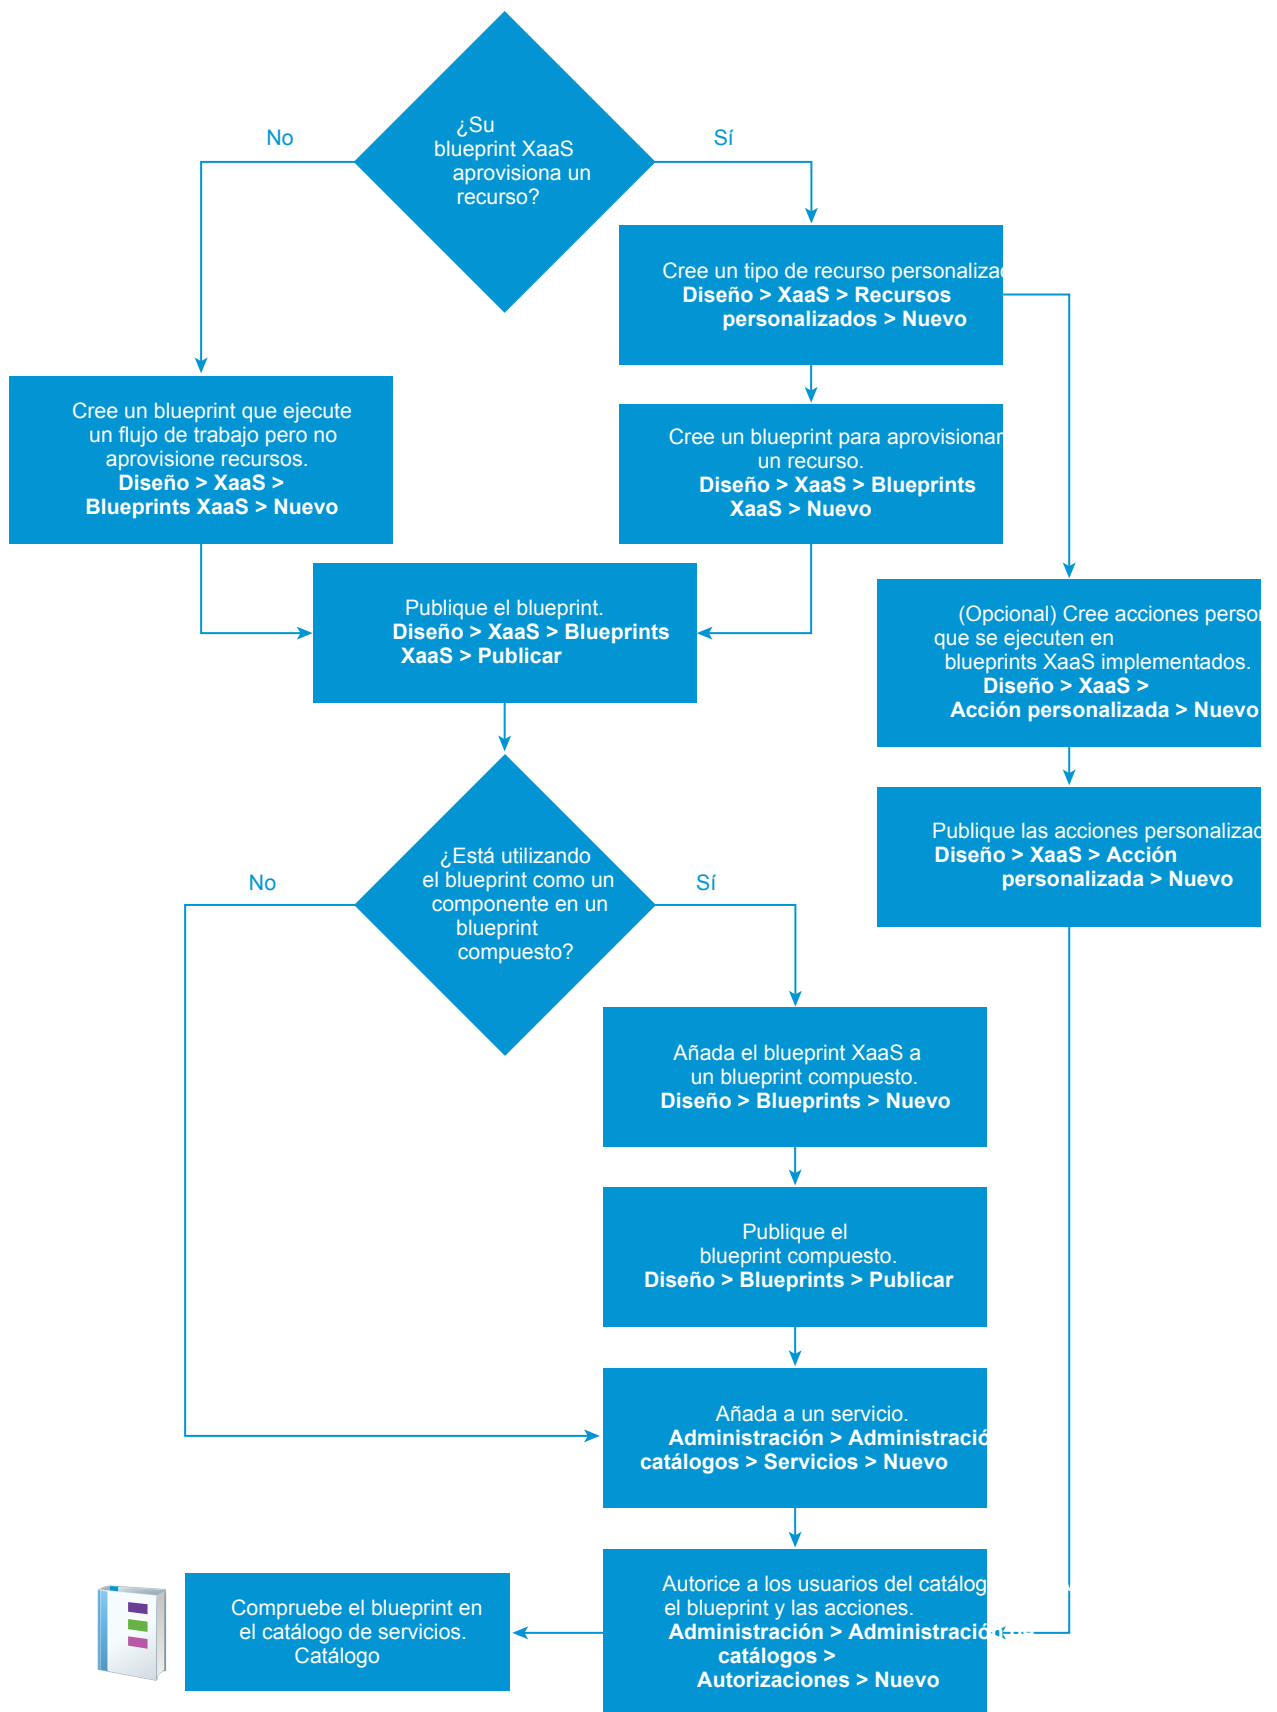 ¿Su
blueprint XaaS
aprovisiona un
recurso?
No
Sí
Cree un tipo de recurso
Diseño > XaaS > Recursos
personalizados > Nuevo
Cree un blueprint que ejecute
un flujo de trabajo pero no
aprovisione recursos.
Diseño > XaaS >
Blueprints XaaS > Nuevo
Cree un blueprint para aprovisionar
un recurso.
Diseño > XaaS > Blueprints
XaaS > Nuevo
Publique el blueprint.
Diseño > XaaS > Blueprints
XaaS > Publicar
(Opcional) Cree acciones
que se ejecuten en
blueprints XaaS implementados.
Diseño > XaaS >
Acción personalizada > Nuevo
Publique las acciones
Diseño > XaaS > Acción
personalizada > Nuevo
¿Está utilizando
el blueprint como un
componente en un
blueprint
compuesto?
No
Sí
Añada el blueprint XaaS a
un blueprint compuesto.
Diseño > Blueprints > Nuevo
Publique el
blueprint compuesto.
Diseño > Blueprints > Publicar
Añada a un servicio.
Administración >
catálogos > Servicios > Nuevo
Autorice a los usuarios del
el blueprint y las acciones.
Administración > Administración
catálogos >
Autorizaciones > Nuevo
Compruebe el blueprint en
el catálogo de servicios.
Catálogo